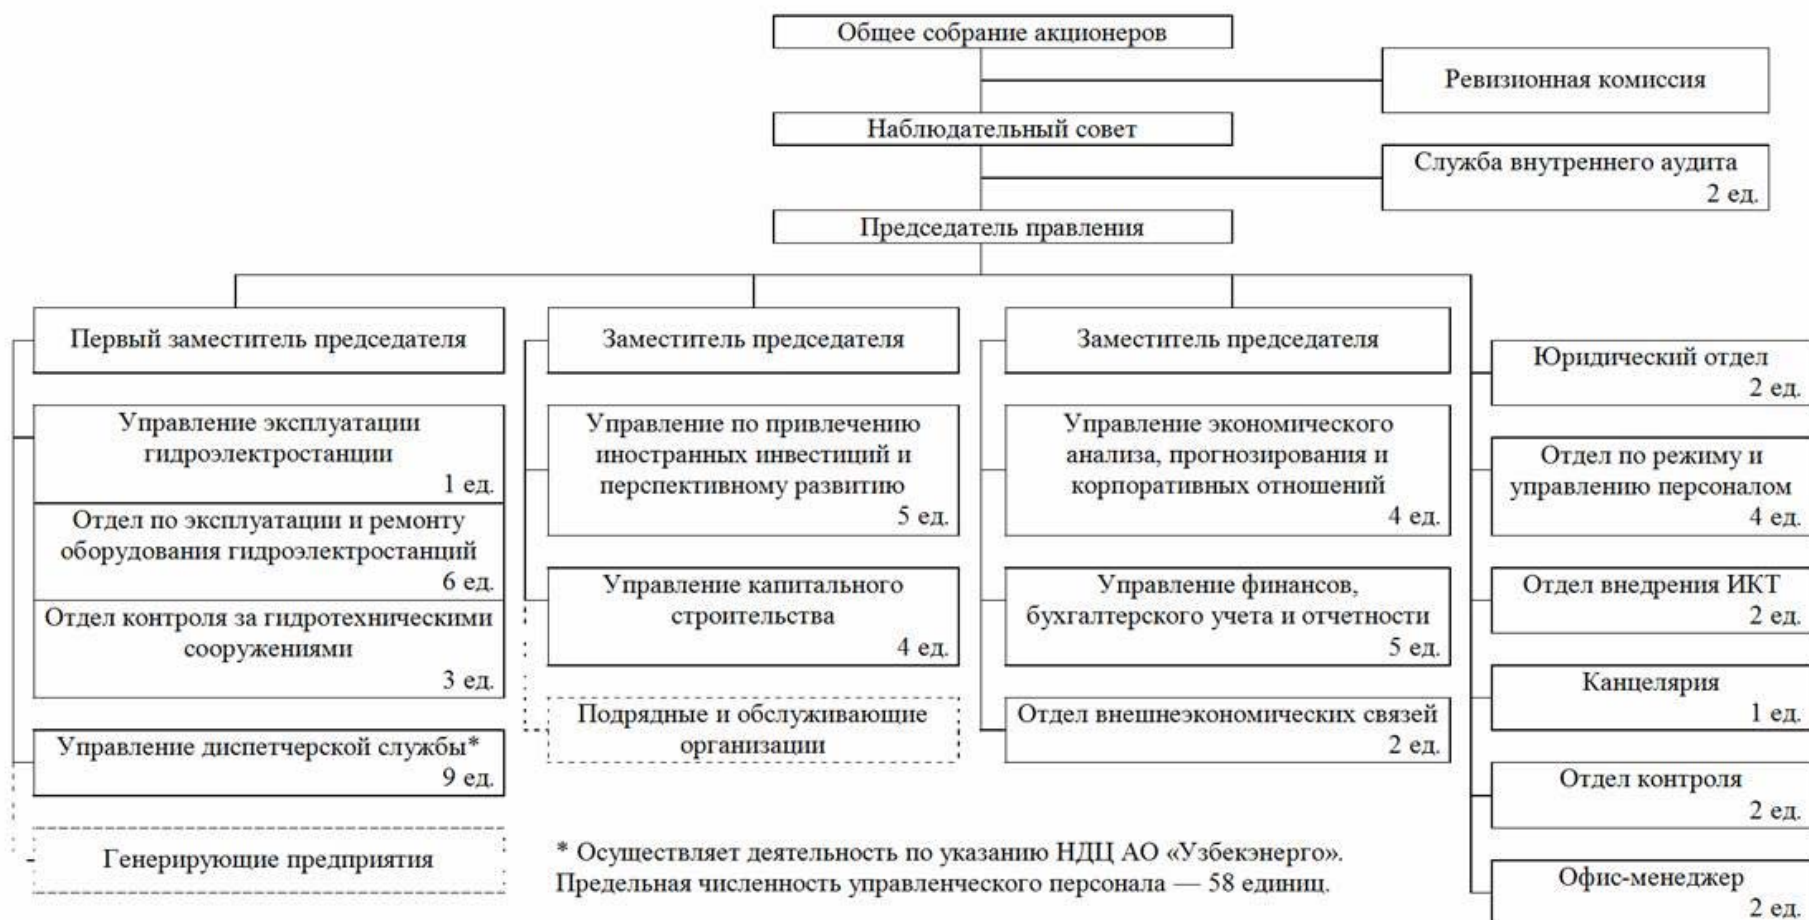 Общее собрание акционеров
Ревизионная комиссия
Наблюдательный совет
Служба внутреннего аудита
2 ед.
Председатель правления
Первый заместитель председателя
Управление эксплуатации
гидроэлектростанции
1 ед.
Отдел по эксплуатации и ремонту
оборудования гидроэлектростанций
6 ед.
Отдел контроля за гидротехническими
сооружениями
3 ед.
Управление диспетчерской службы*
9 ед.
Генерирующие предприятия
Заместитель председателя
Управление по привлечению
иностранных инвестиций и
перспективному развитию
5 ед.
Управление капитального
строительства
4 ед.
Подрядные и обслуживающие
организации
Заместитель председателя
Управление экономического
анализа, прогнозирования и
корпоративных отношений
4 ед.
Управление финансов,
бухгалтерского учета и отчетности
5 ед.
Отдел внешнеэкономических связей
2 ед.
Юридический отдел
2 ед.
Отдел по режиму и
управлению персоналом
4 ед.
Отдел внедрения ИКТ
2 ед.
Канцелярия
1 ед.
Отдел контроля
2 ед.
Офис-менеджер
2 ед.
* Осуществляет деятельность по указанию НДЦ АО «Узбекэнерго».
Предельная численность управленческого персонала — 58 единиц.